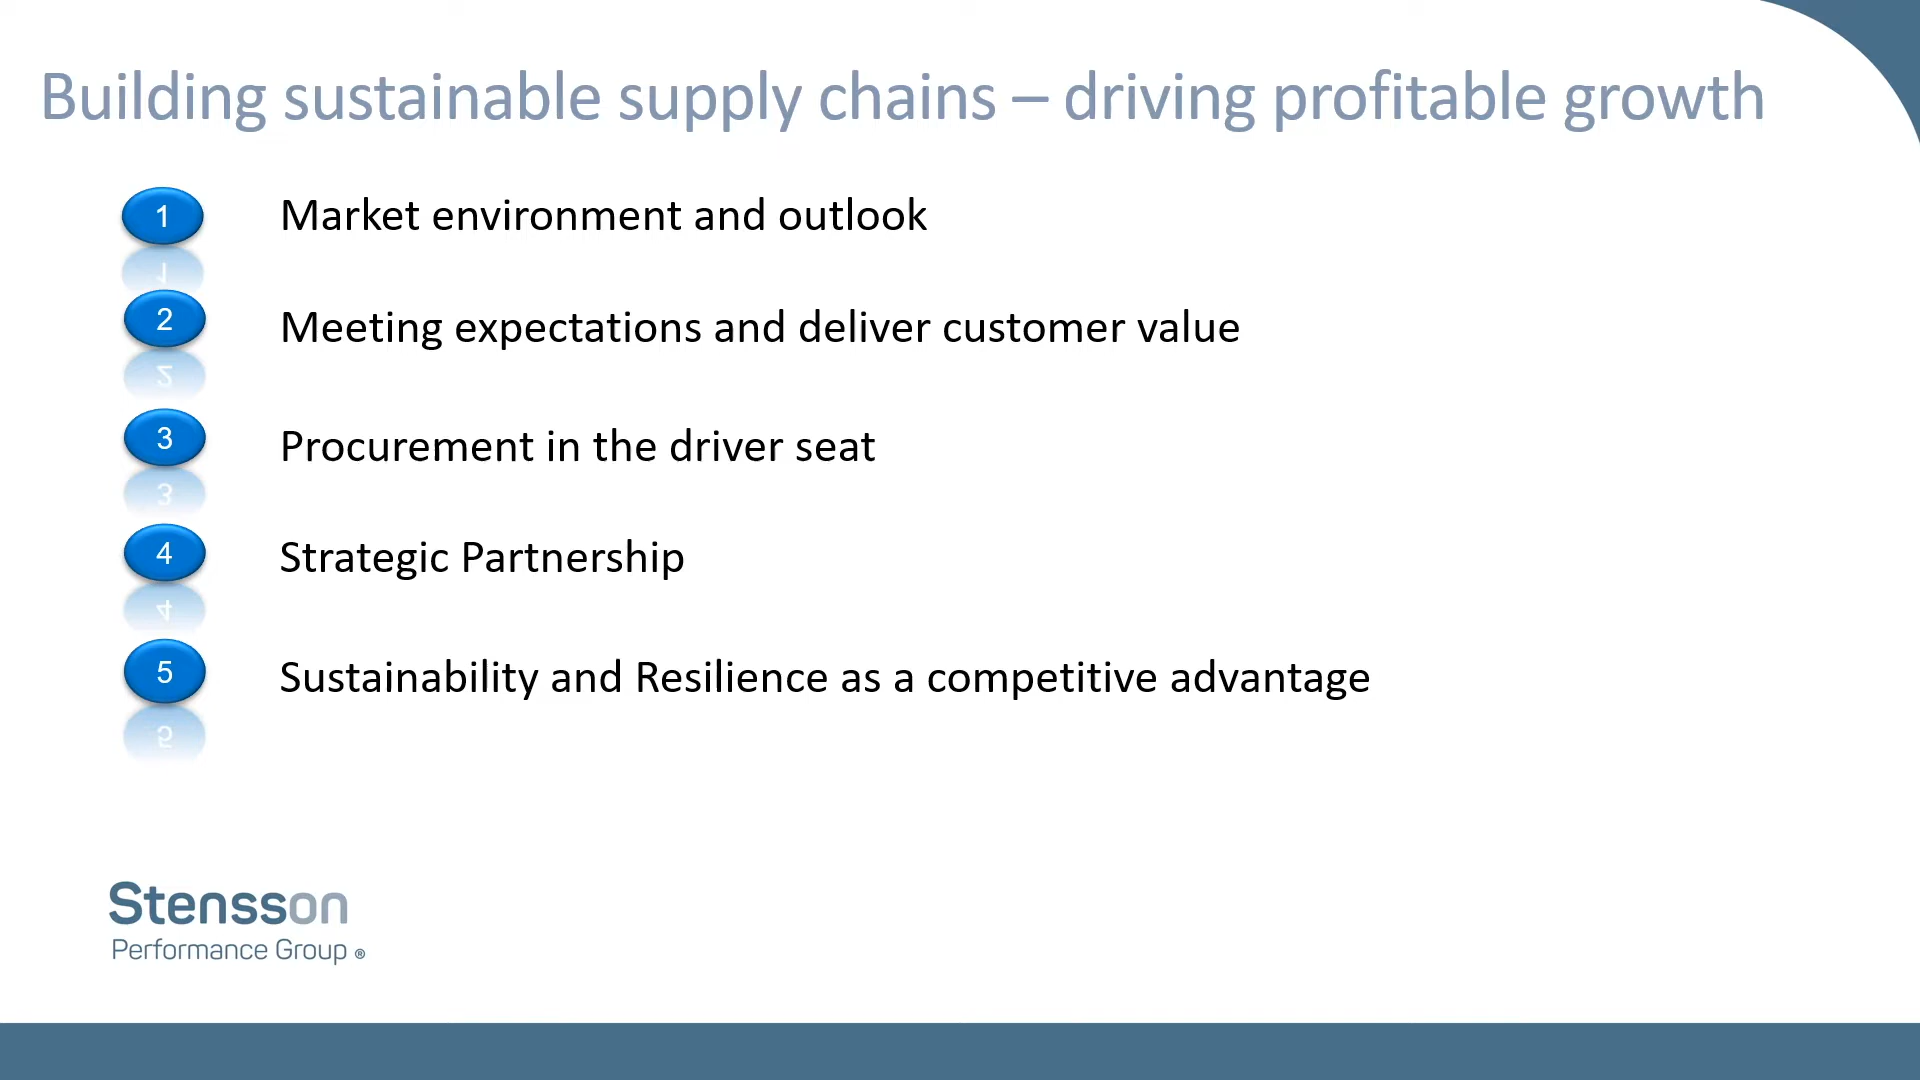 Building sustainable supply chains – driving profitable growth
1 Market environment and outlook
2 Meeting expectations and deliver customer value
3 Procurement in the driver seat
4 Strategic Partnership
5 Sustainability and Resilience as a competitive advantage
Stensson
Performance Group ®